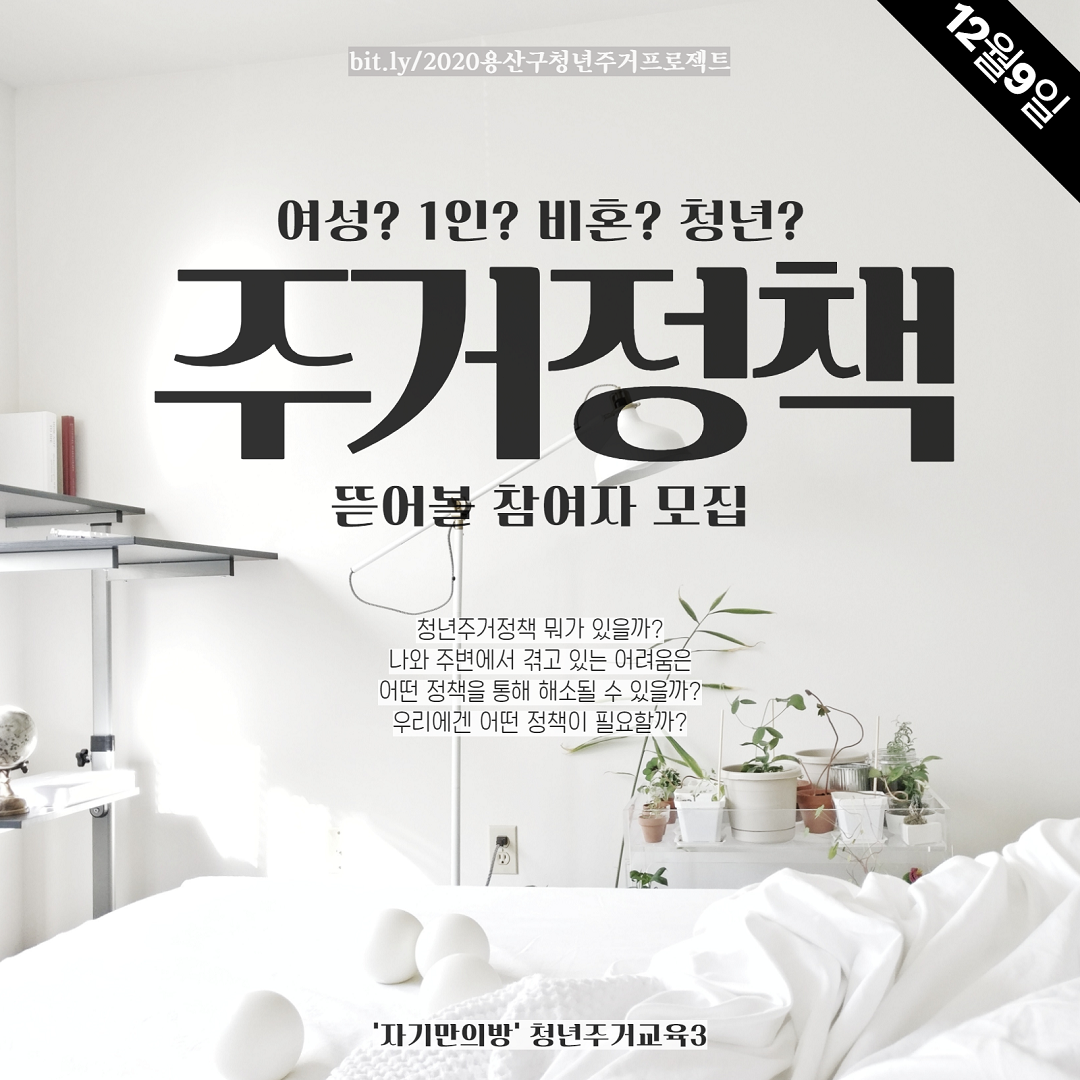 bit.ly/2020용산구청년주거프로젝트
12월9일
여성? 1인? 비혼? 청년?
주거정책
뜯어볼 참여자 모집
청년주거정책 뭐가 있을까?
나와 주변에서 겪고 있는 어려움은
어떤 정책을 통해 해소될 수 있을까?
우리에겐 어떤 정책이 필요할까?
'자기만의방' 청년주거교육3